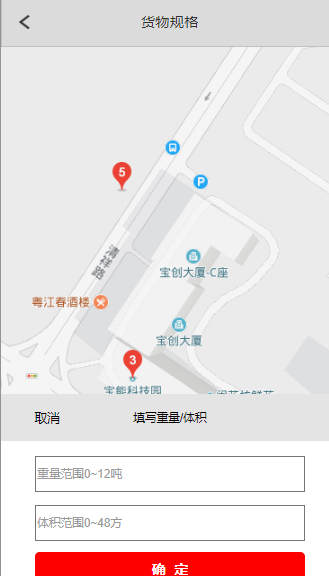 货物规格
5
P
清祥路
宝创大厦-C座
粤江春酒楼
宝创大厦
3
宝能科技园
取消
填写重量/体积
重量范围0~12吨
体积范围0~48方
确 定